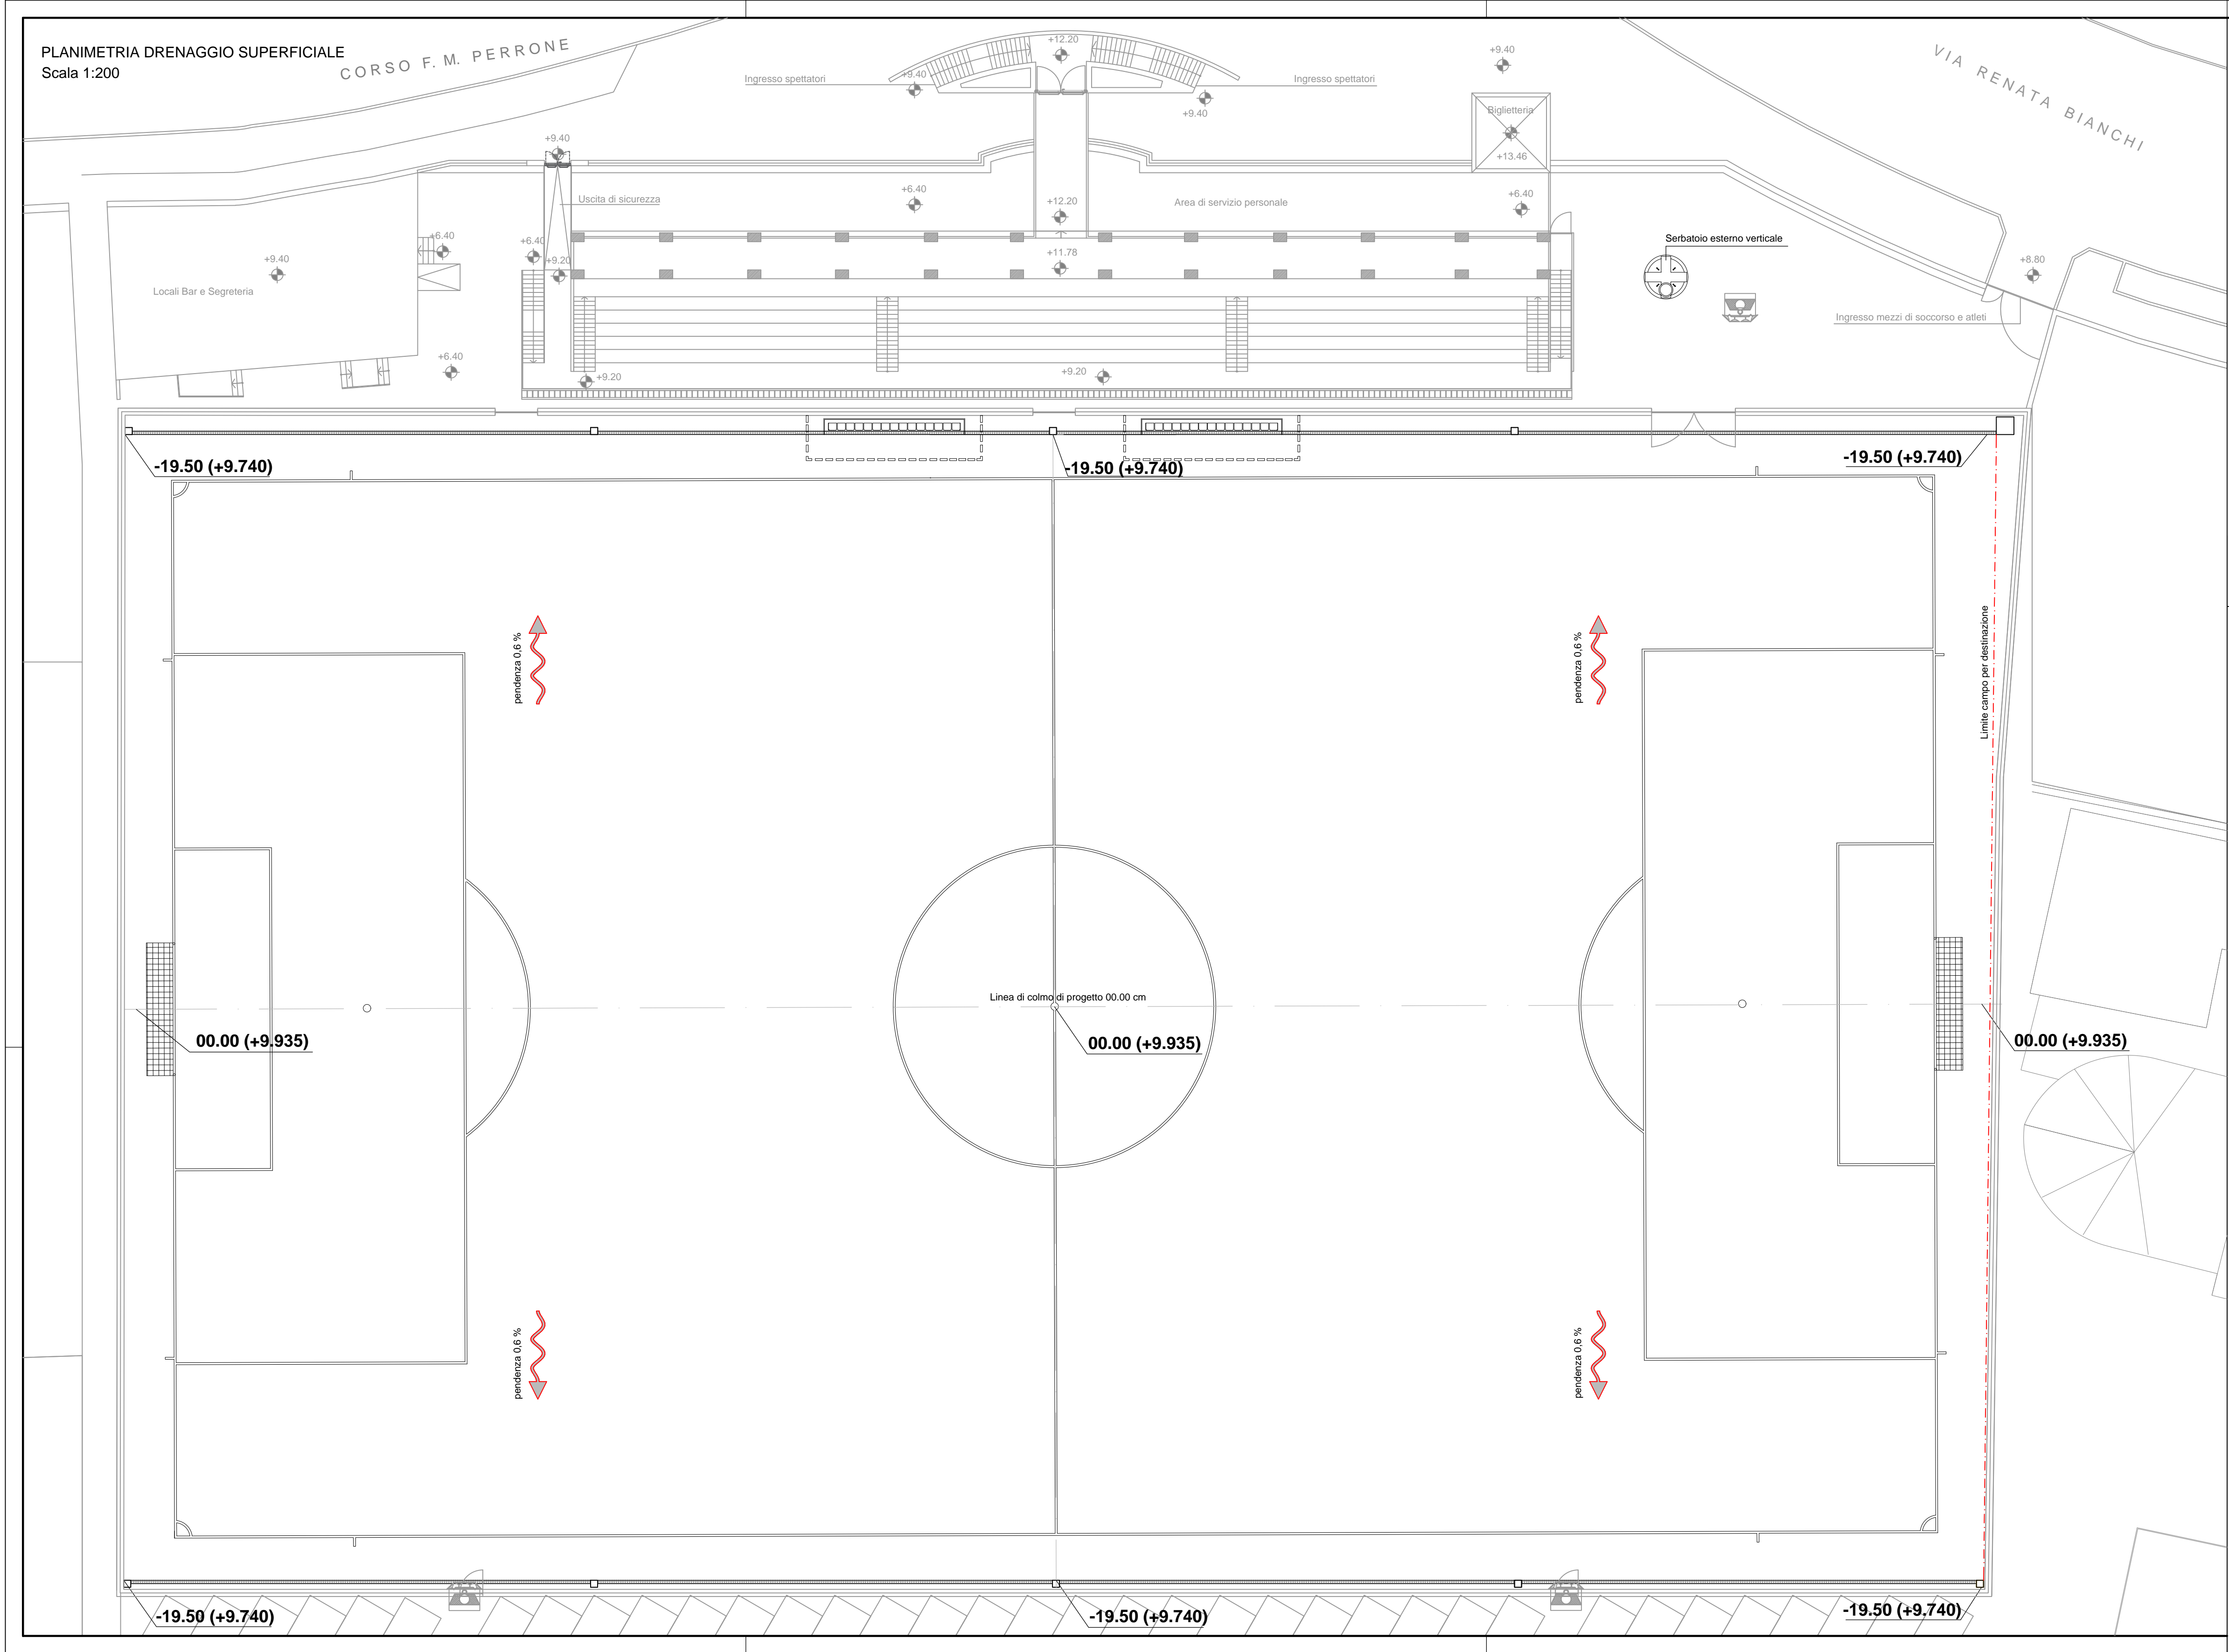 PLANIMETRIA DRENAGGIO SUPERFICIALE
Scala 1:200
CORSO F. M. PERRONE
VIA RENATA BIANCHI
+12.20
+9.40
Ingresso spettatori
+9.40
Ingresso spettatori
+9.40
Biglietteria
+13.46
+9.40
Uscita di sicurezza
+6.40
+12.20
Area di servizio personale
+6.40
+6.40
+6.40
+9.20
+11.78
Serbatoio esterno verticale
+9.40
Locali Bar e Segreteria
+8.80
Ingresso mezzi di soccorso e atleti
+6.40
+9.20
+9.20
-19.50 (+9.740)
-19.50 (+9.740)
-19.50 (+9.740)
pendenza 0,6 %
pendenza 0,6 %
Limite campo per destinazione
Linea di colmo di progetto 00.00 cm
00.00 (+9.935)
00.00 (+9.935)
00.00 (+9.935)
pendenza 0,6 %
pendenza 0,6 %
-19.50 (+9.740)
-19.50 (+9.740)
-19.50 (+9.740)